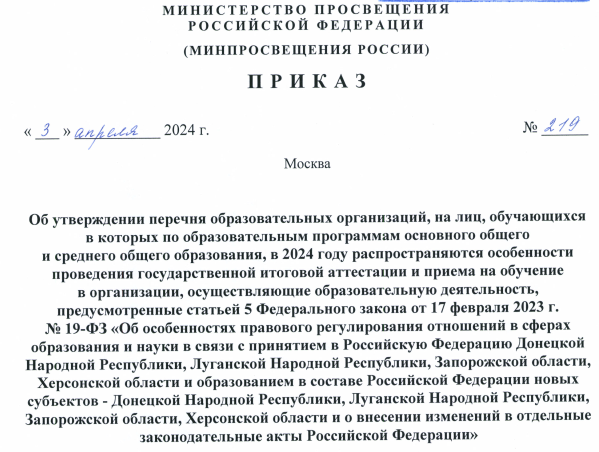 МИНИСТЕРСТВО ПРОСВЕЩЕНИЯ
РОССИЙСКОЙ ФЕДЕРАЦИИ
(МИНПРОСВЕЩЕНИЯ РОССИИ)
ПРИКАЗ
« 3 » апреля 2024 г. № 219
Москва
Об утверждении перечня образовательных организаций, на лиц, обучающихся
в которых по образовательным программам основного общего
и среднего общего образования, в 2024 году распространяются особенности
проведения государственной итоговой аттестации и приема на обучение
в организации, осуществляющие образовательную деятельность,
предусмотренные статьей 5 Федерального закона от 17 февраля 2023 г.
№ 19-ФЗ «Об особенностях правового регулирования отношений в сферах
образования и науки в связи с принятием в Российскую Федерацию Донецкой
Народной Республики, Луганской Народной Республики, Запорожской области,
Херсонской области и образованием в составе Российской Федерации новых
субъектов - Донецкой Народной Республики, Луганской Народной Республики,
Запорожской области, Херсонской области и о внесении изменений в отдельные
законодательные акты Российской Федерации»